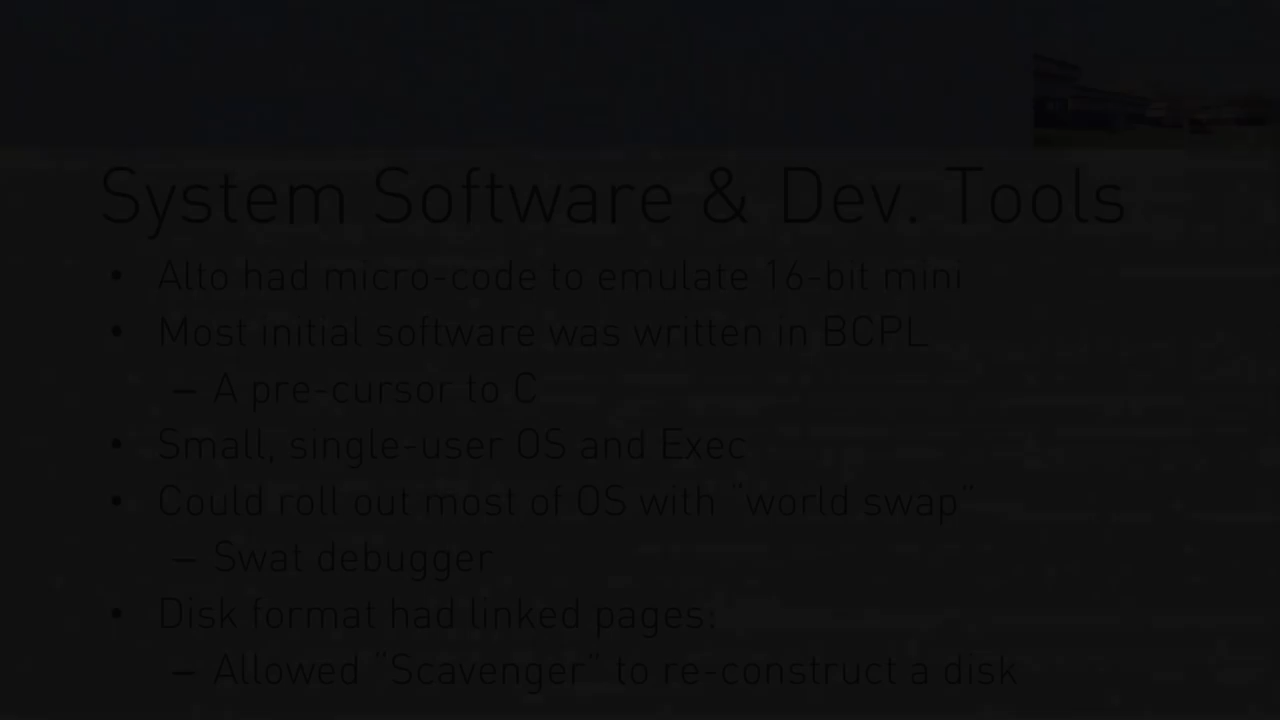 System Software & Dev. Tools
• Alto had micro-code to emulate 16-bit mini
• Most initial software was written in BCPL
– A pre-cursor to C
• Small, single-user OS and Exec
• Could roll out most of OS with "world swap"
– Swat debugger
• Disk format had linked pages:
– Allowed "Scavenger" to re-construct a disk